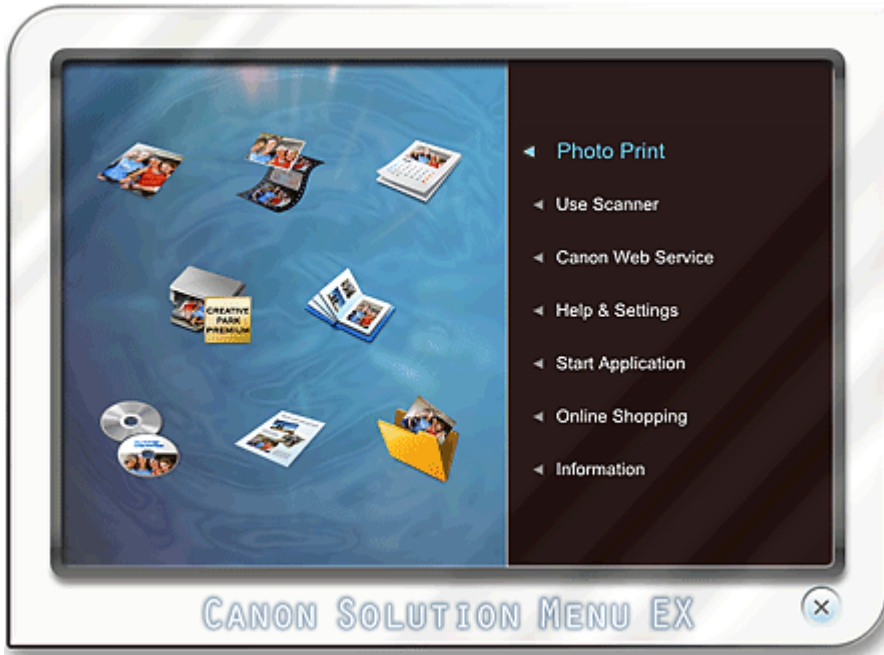 Photo Print
Use Scanner
Canon Web Service
Help & Settings
Start Application
Online Shopping
Information
CREATIVE
PARK
PREMIUM
CANON SOLUTION MENU EX